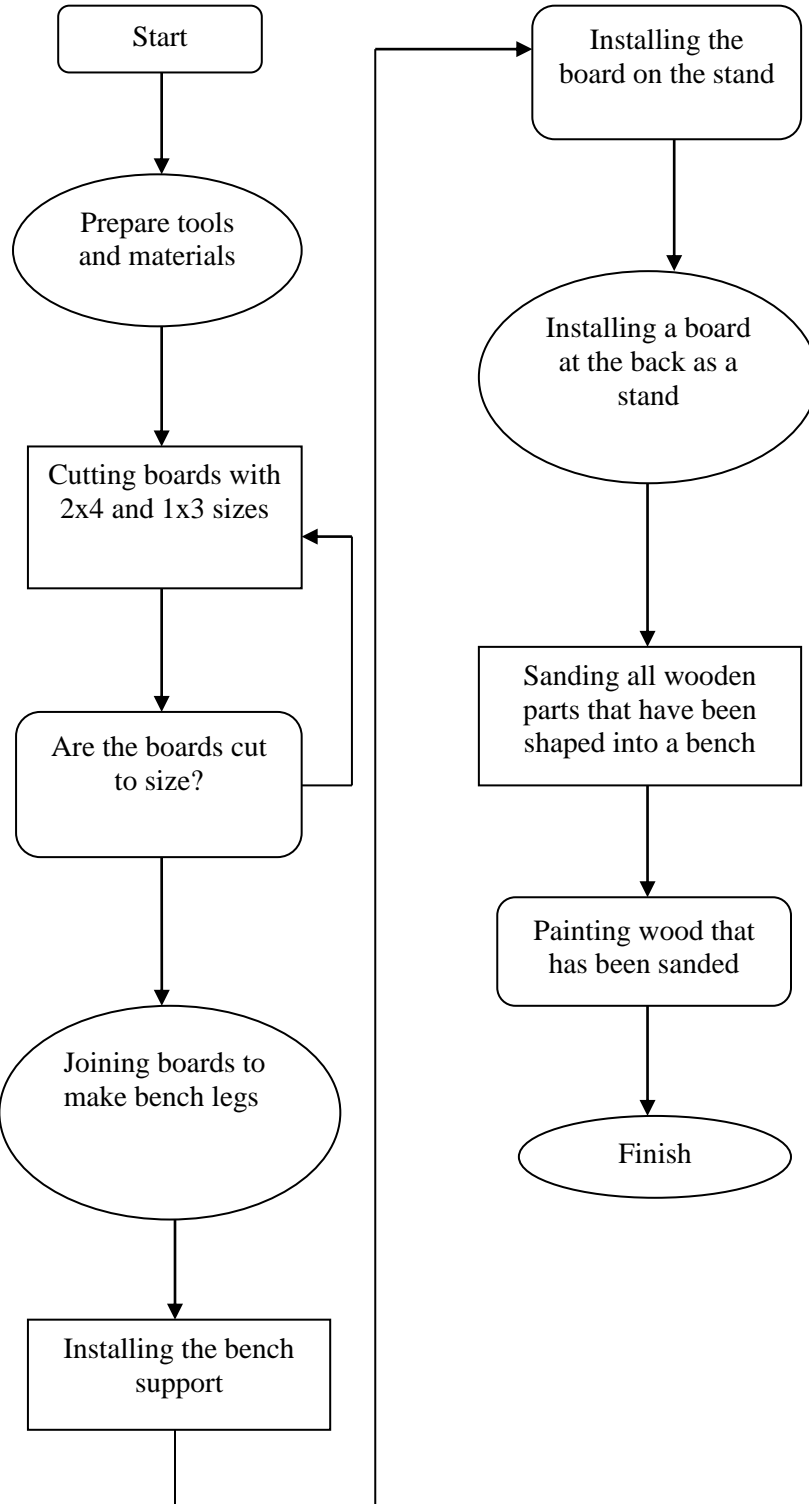 Start
Prepare tools
and materials
Cutting boards with
2x4 and 1x3 sizes
Are the boards cut
to size?
Joining boards to
make bench legs
Installing the bench
support
Installing the
board on the stand
Installing a board
at the back as a
stand
Sanding all wooden
parts that have been
shaped into a bench
Painting wood that
has been sanded
Finish